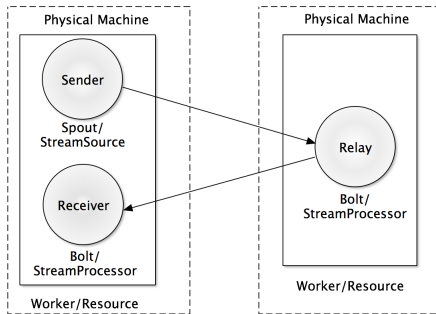 Physical Machine
Sender
Spout/
StreamSource
Receiver
Bolt/
StreamProcessor
Worker/Resource
Physical Machine
Relay
Bolt/
StreamProcessor
Worker/Resource